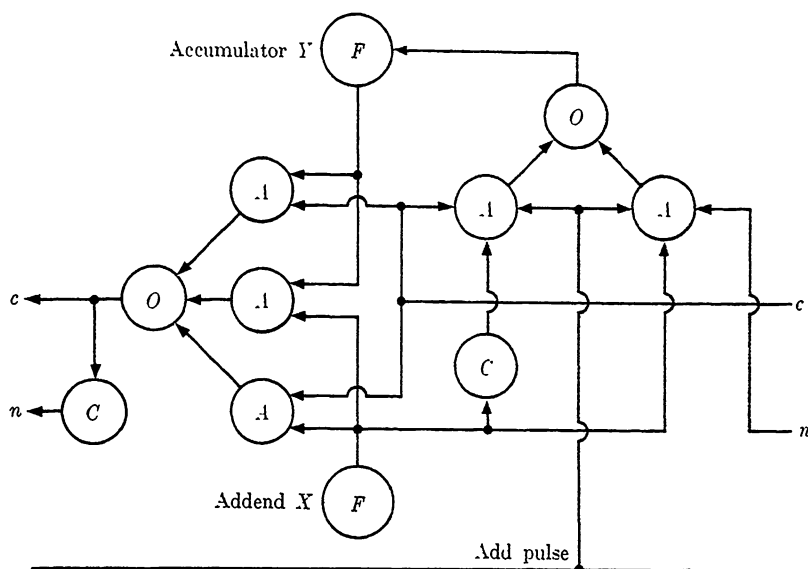 Accumulator Y F
O
A A A
c O A c
C C
n A n
Addend X F
Add pulse